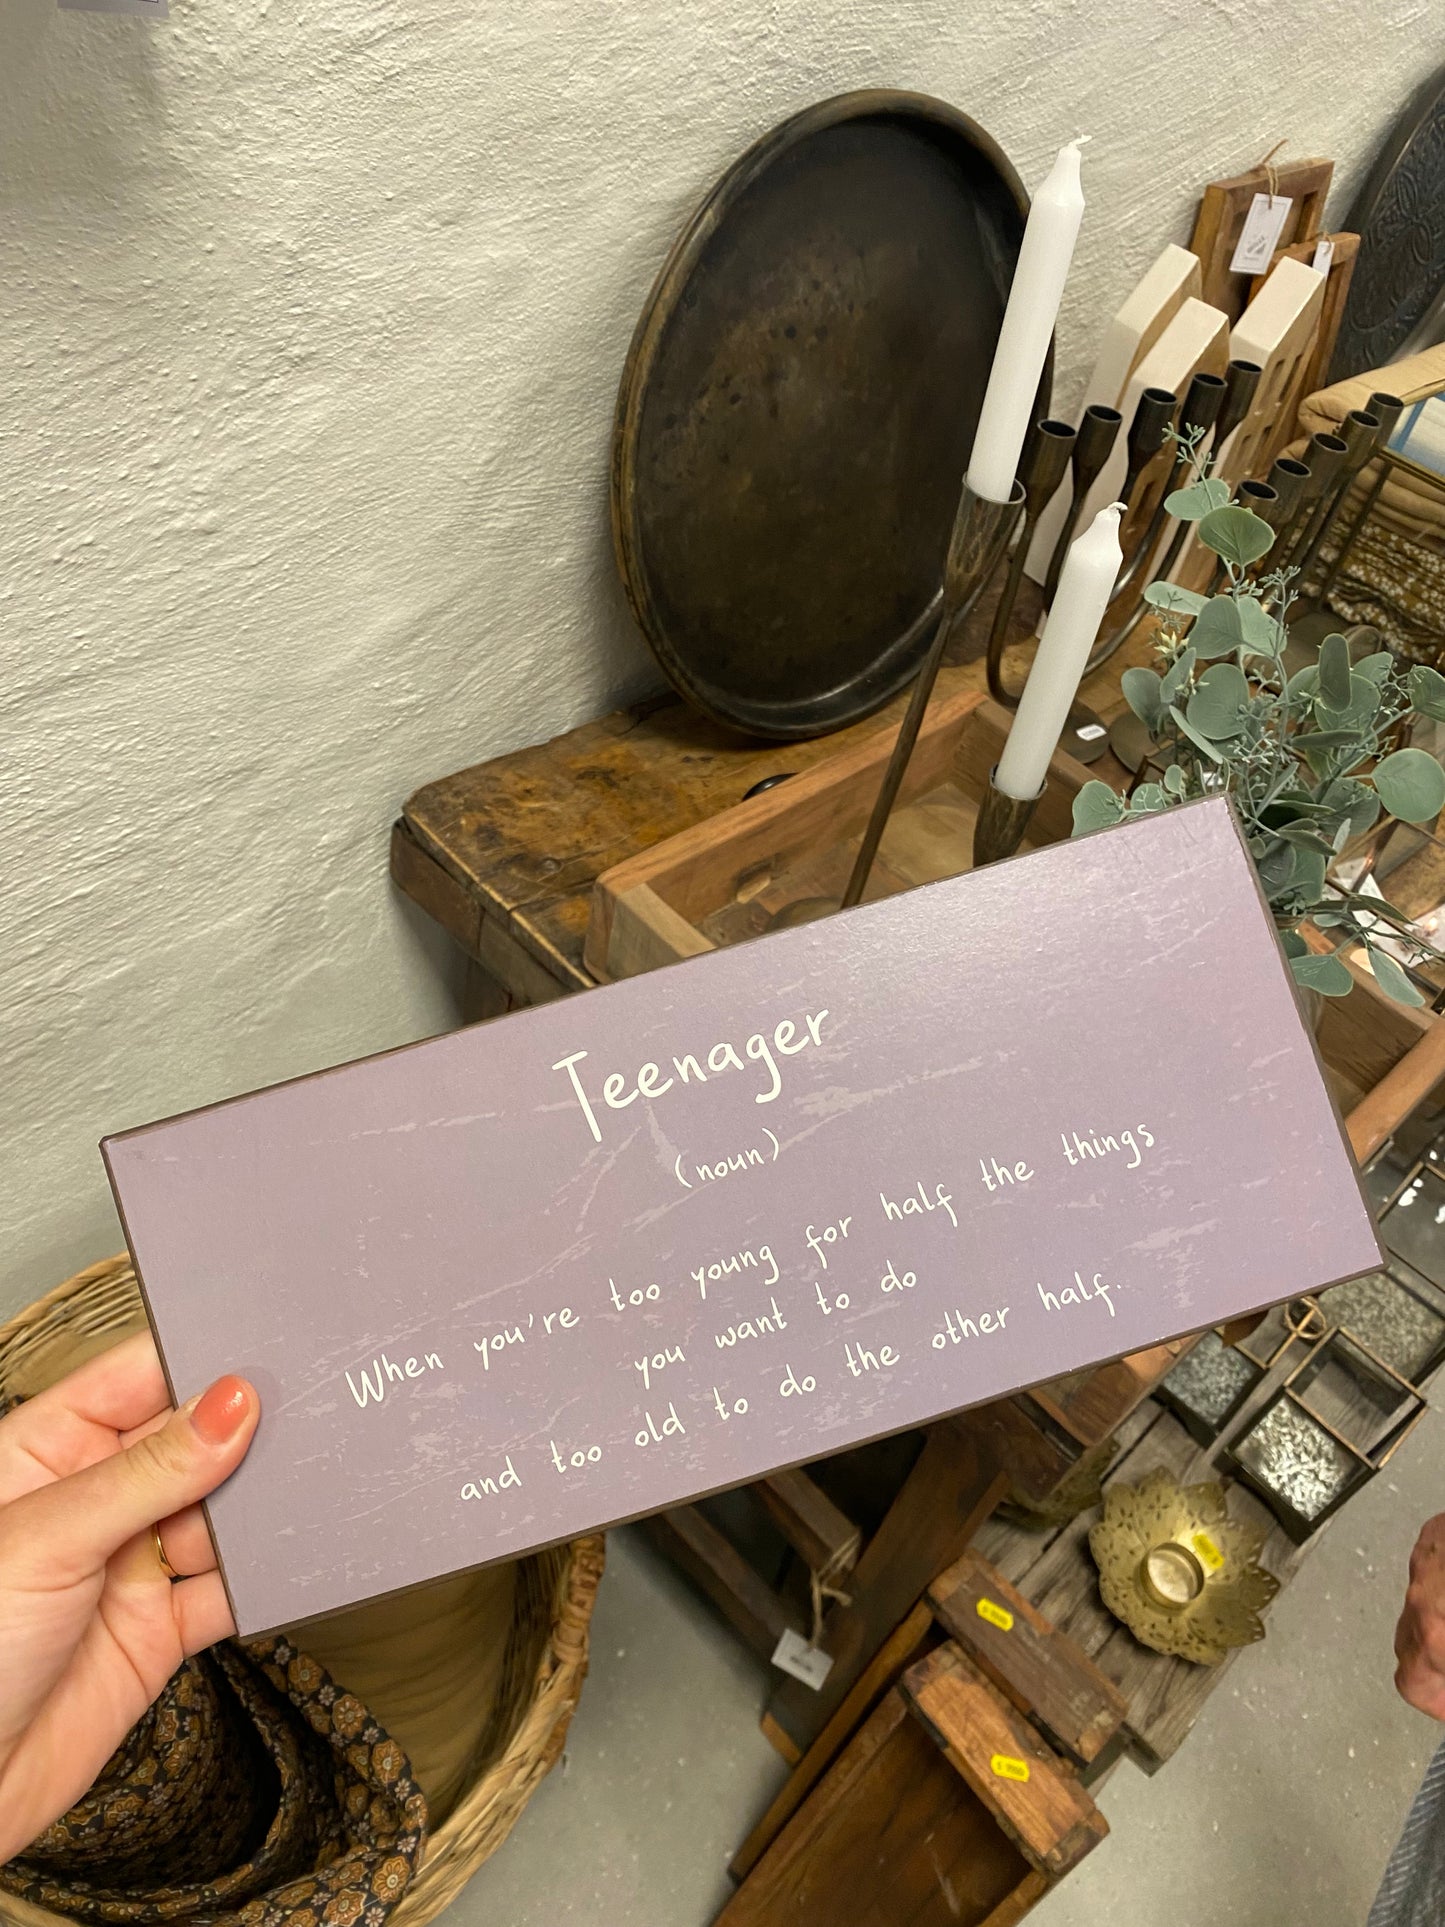 Teenager
(noun)
When you're too young for half the things
you want to do
and too old to do the other half.